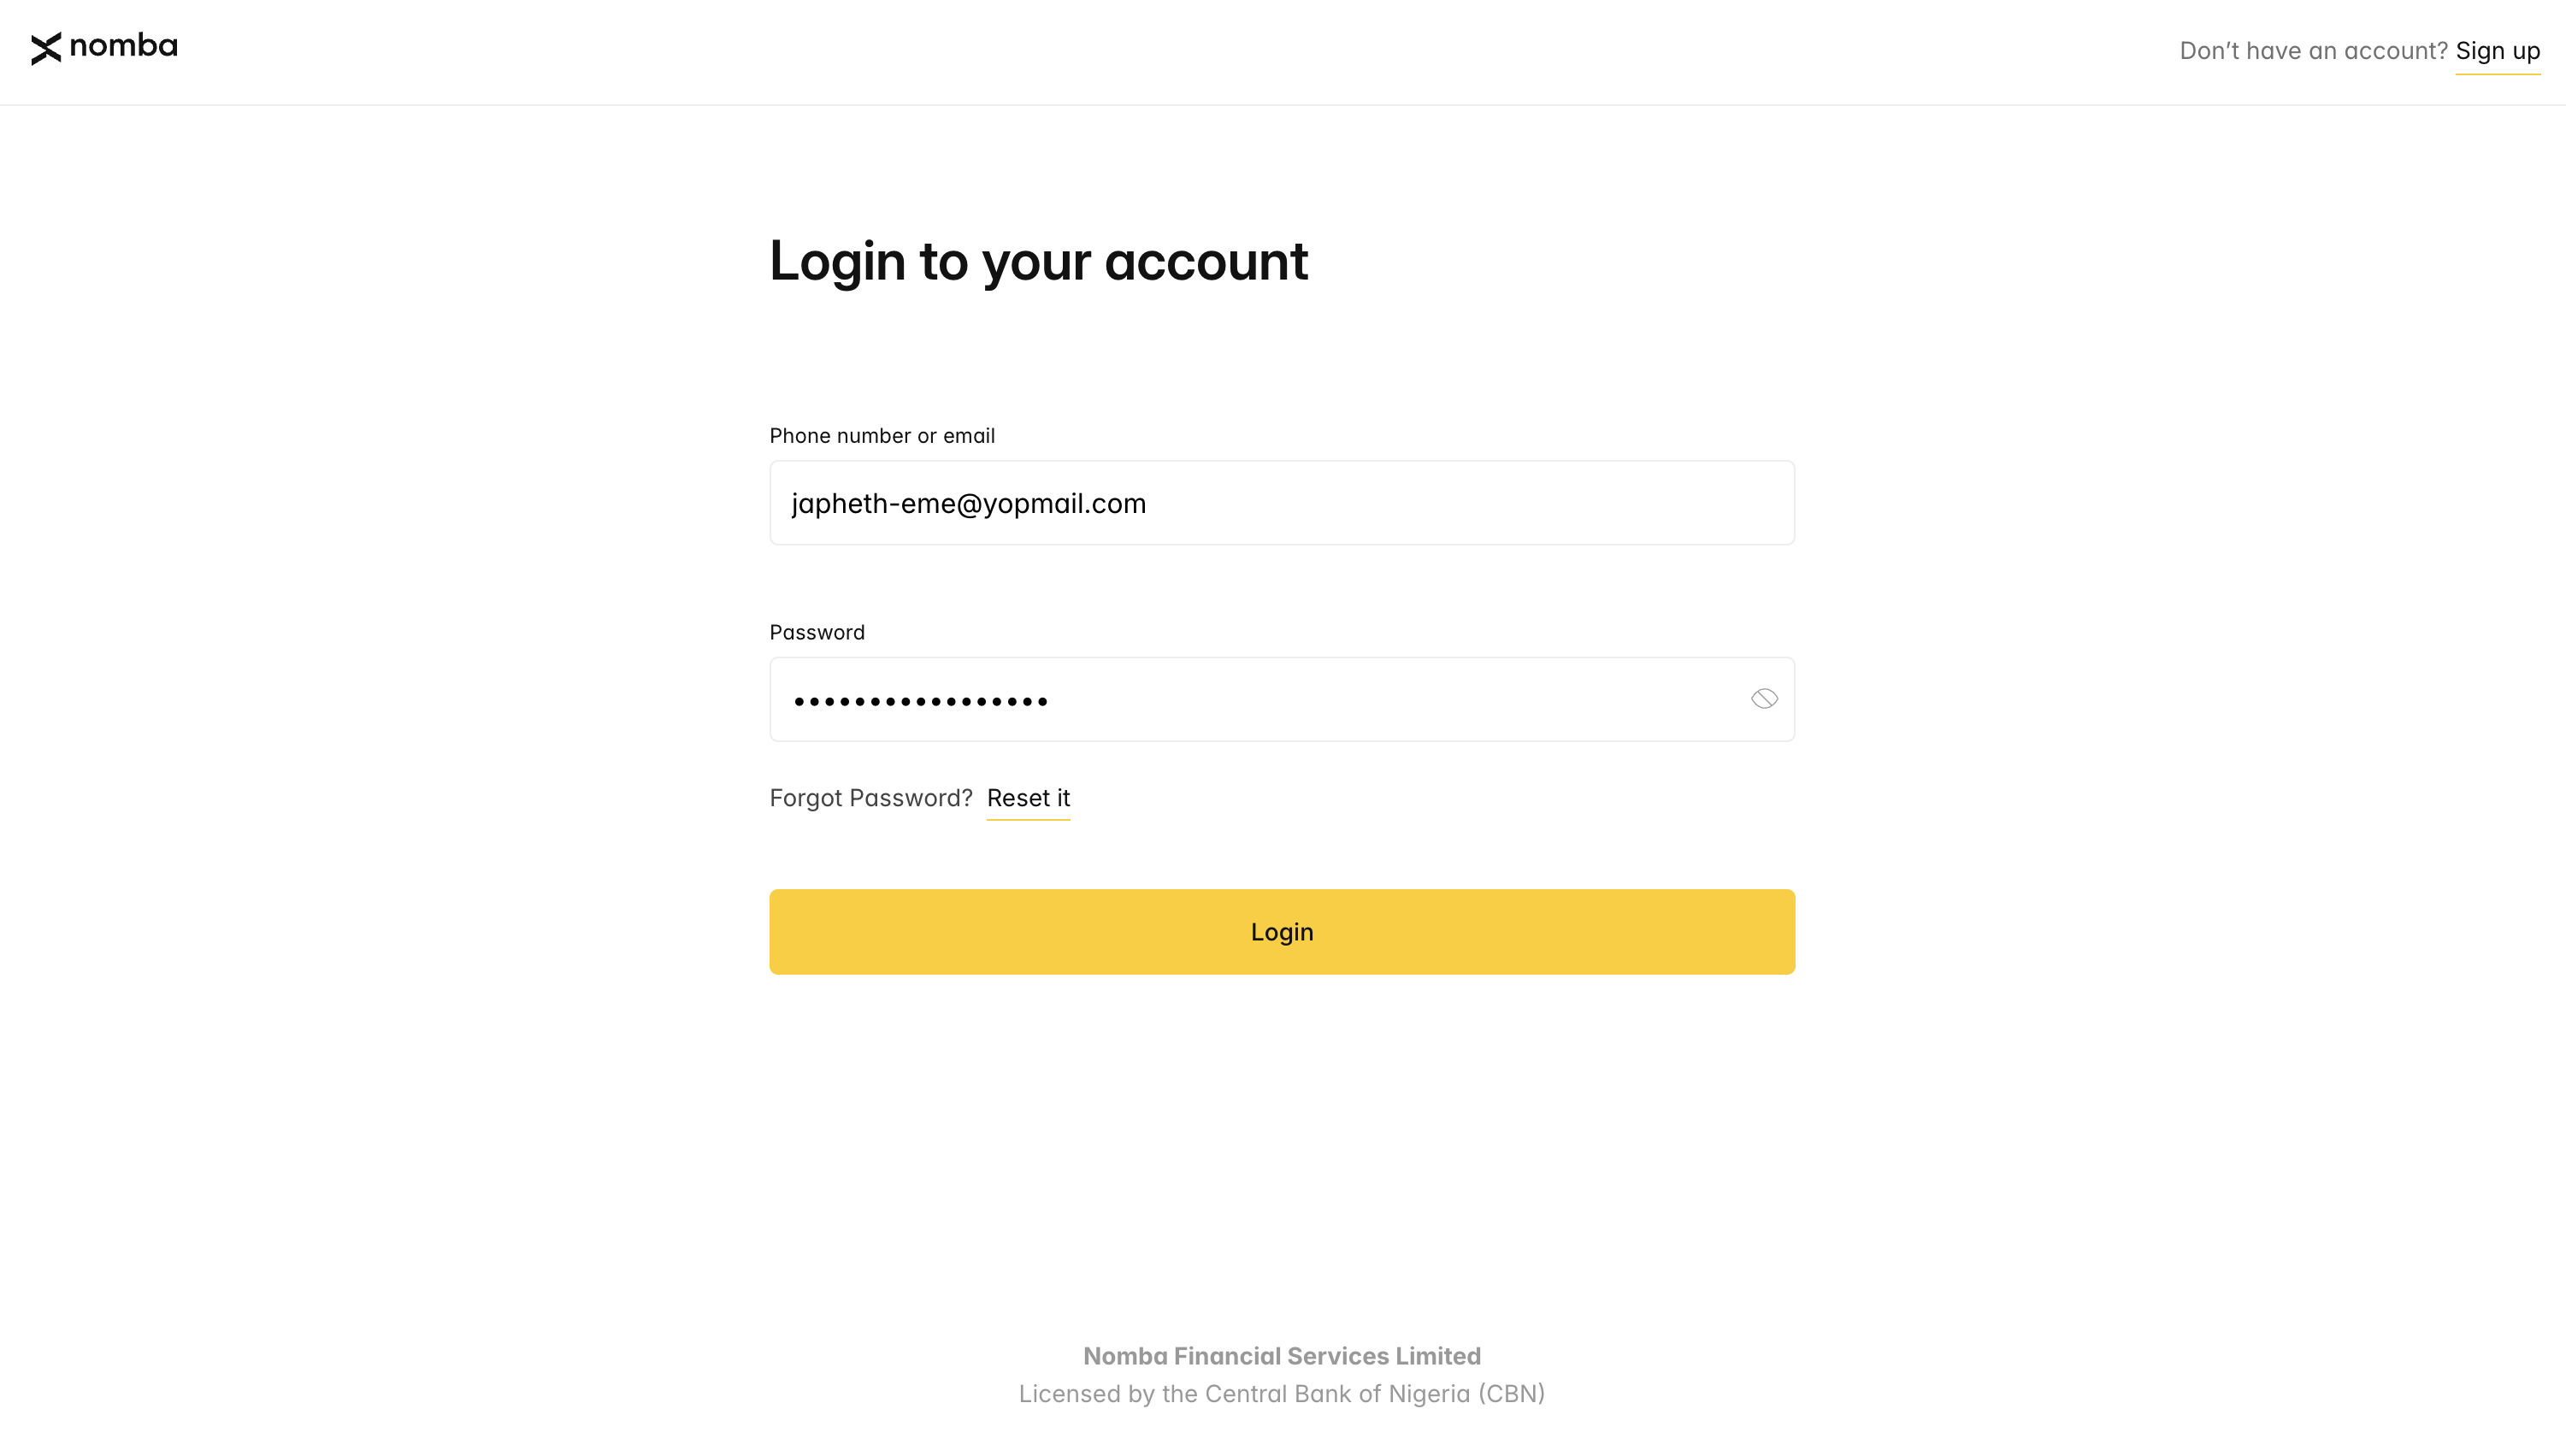 nomba
Don’t have an account? Sign up
Login to your account
Phone number or email
japheth-eme@yopmail.com
Password
•••••••••••••••••
Forgot Password? Reset it
Login
Nomba Financial Services Limited
Licensed by the Central Bank of Nigeria (CBN)